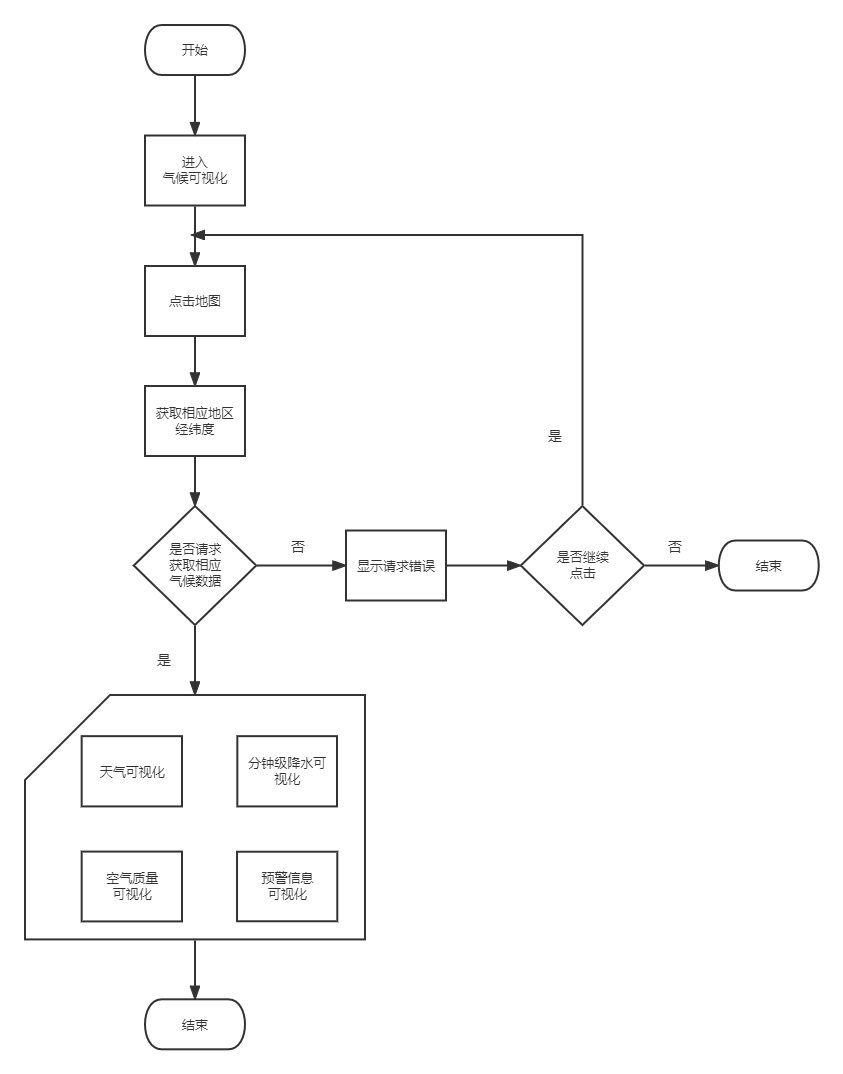 开始
进入
气候可视化
点击地图
获取相应地区
经纬度
是
是否请求
获取相应
气候数据
否
显示请求错误
是否继续
点击
否
结束
是
天气可视化
分钟级降水可
视化
空气质量
可视化
预警信息
可视化
结束